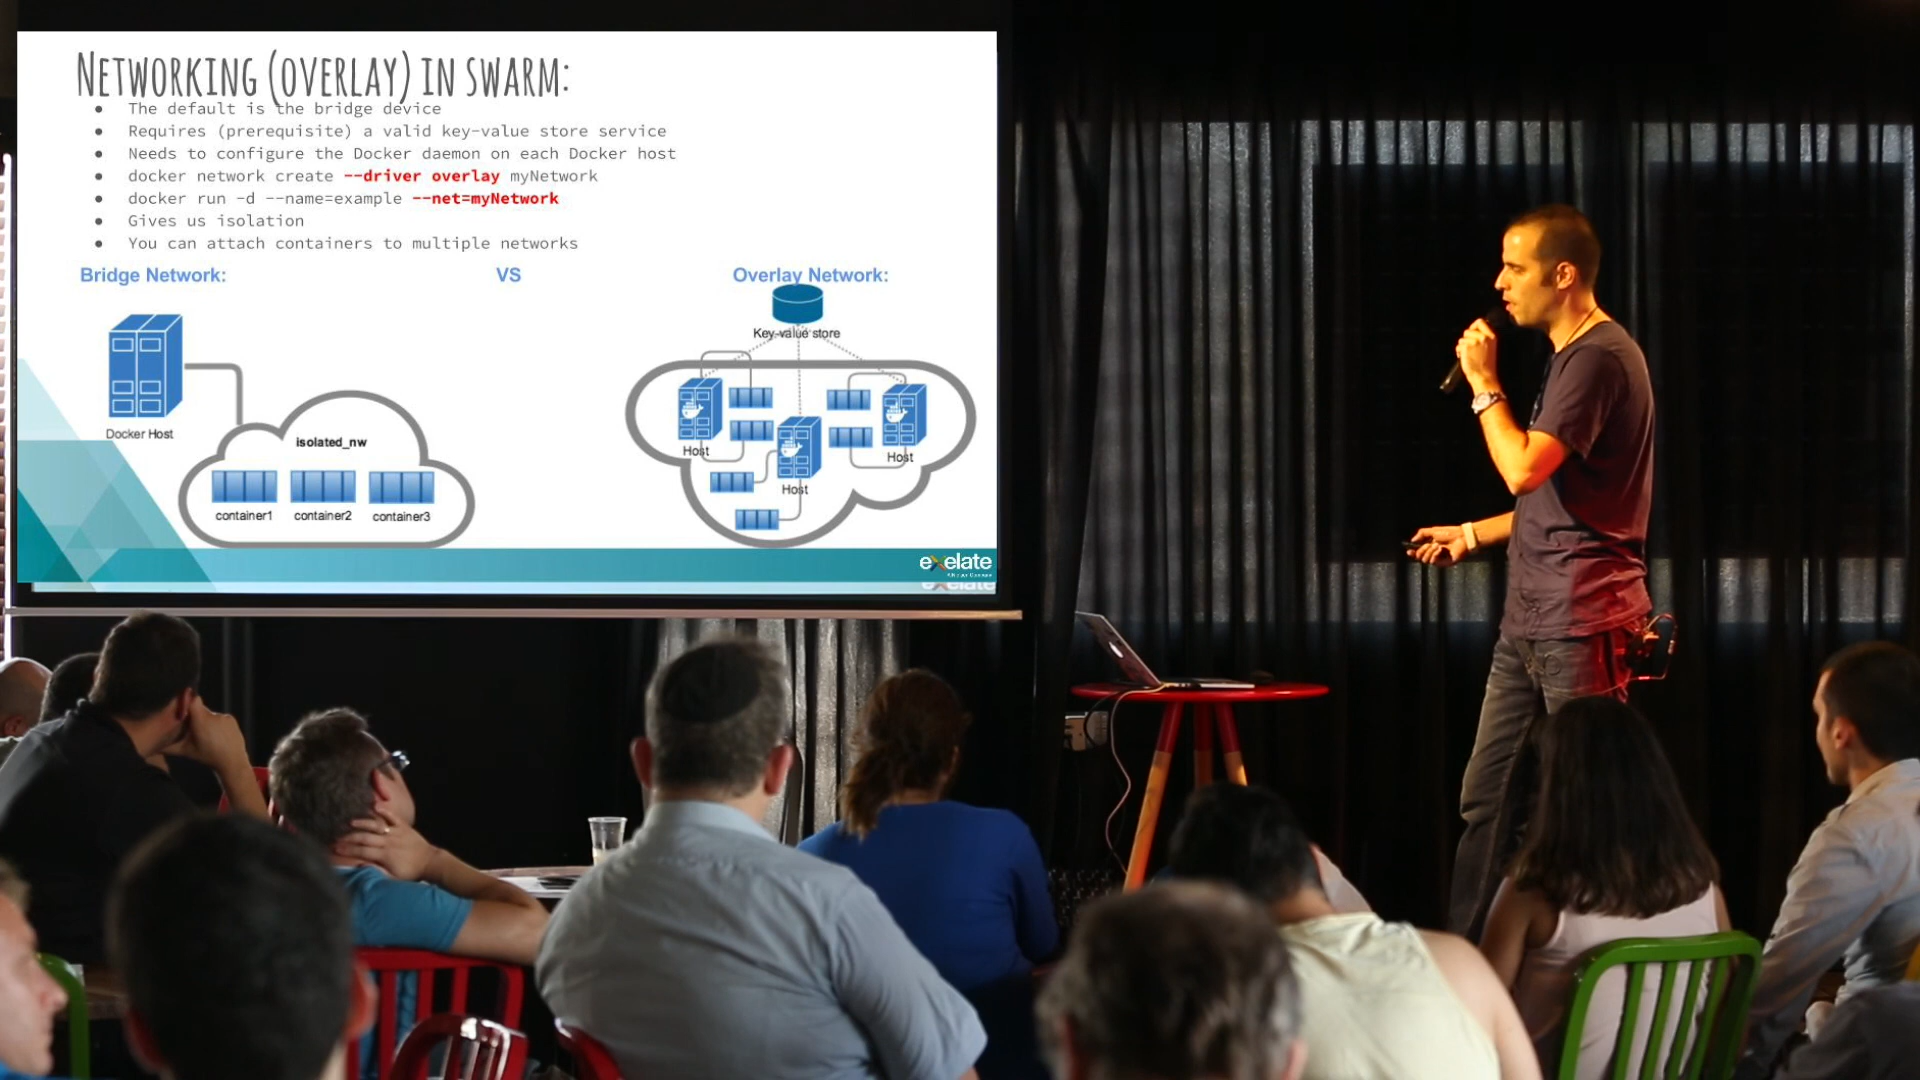 NETWORKING (OVERLAY) IN SWARM:
● The default is the bridge device
● Requires (prerequisite) a valid key-value store service
● Needs to configure the Docker daemon on each Docker host
● docker network create --driver overlay myNetwork
● docker run -d --name=example --net=myNetwork
● Gives us isolation
● You can attach containers to multiple networks
Bridge Network: VS Overlay Network:
Key-value store
Docker Host
isolated_nw
container1 container2 container3
Host
Host
Host
exelate
exelate